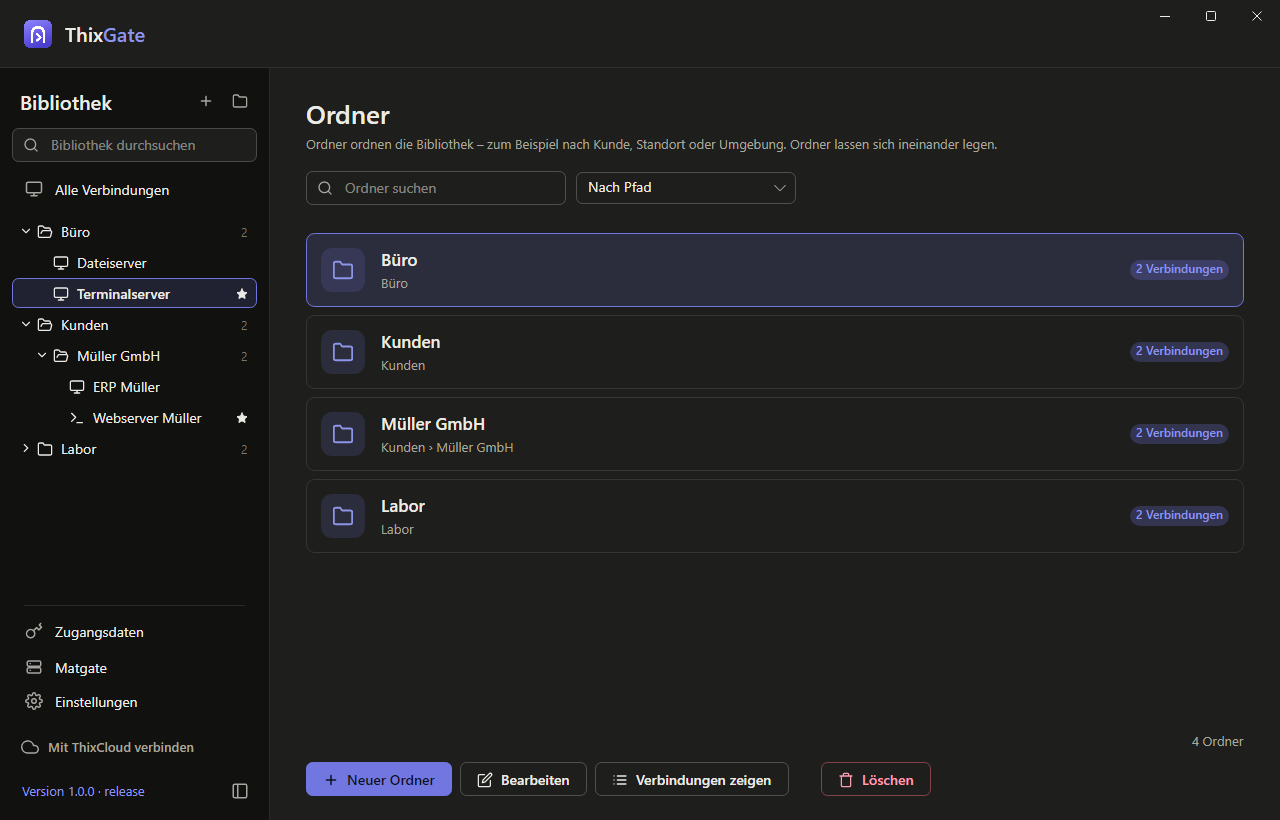 ThixGate
Bibliothek
Bibliothek durchsuchen
Alle Verbindungen
Büro 2
Dateiserver
Terminalserver
Kunden 2
Müller GmbH 2
ERP Müller
Webserver Müller
Labor 2
Zugangsdaten
Matgate
Einstellungen
Mit ThixCloud verbinden
Version 1.0.0 · release
Ordner
Ordner ordnen die Bibliothek – zum Beispiel nach Kunde, Standort oder Umgebung. Ordner lassen sich ineinander legen.
Ordner suchen
Nach Pfad
Büro
Büro
2 Verbindungen
Kunden
Kunden
2 Verbindungen
Müller GmbH
Kunden › Müller GmbH
2 Verbindungen
Labor
Labor
2 Verbindungen
4 Ordner
Neuer Ordner
Bearbeiten
Verbindungen zeigen
Löschen